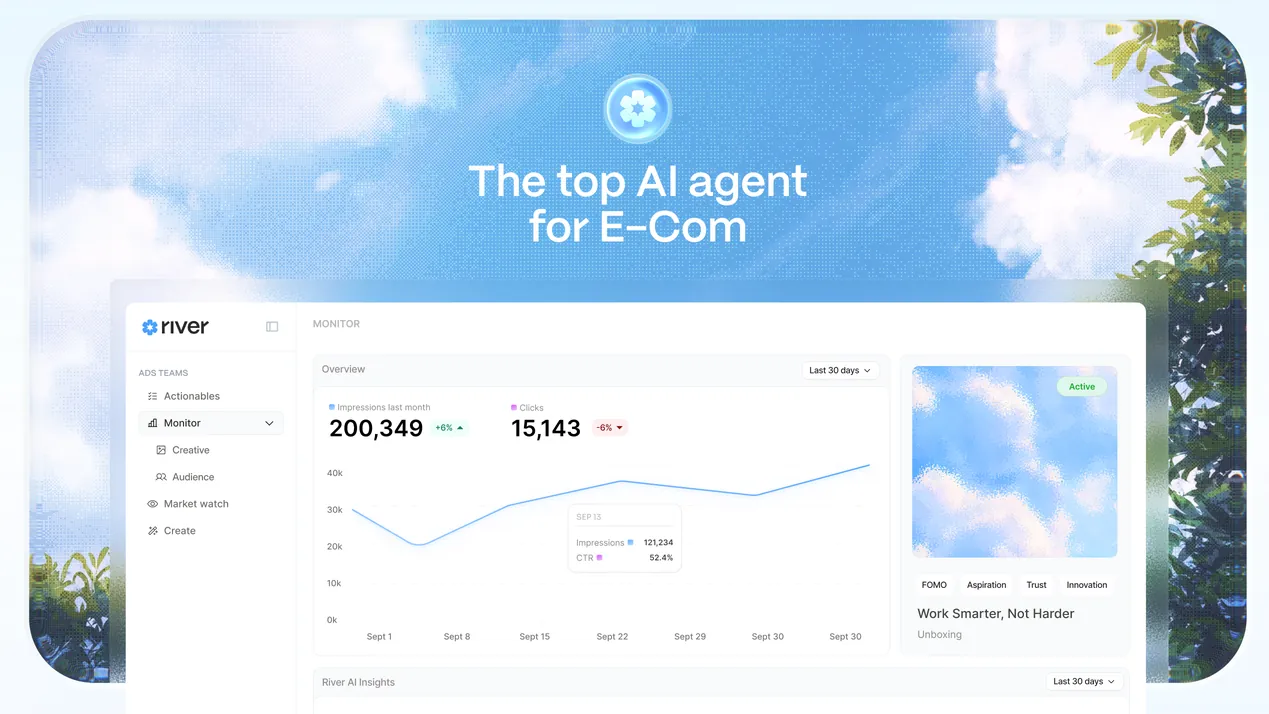 The top AI agent
for E-Com
river
MONITOR
ADS TEAMS
Actionables
Monitor
Creative
Audience
Market watch
Create
Overview
Last 30 days
Impressions last month
200,349 +6%
Clicks
15,143 -6%
40k
30k
20k
10k
0k
SEP 13
Impressions 121,234
CTR 52.4%
Sept 1 Sept 8 Sept 15 Sept 22 Sept 29 Sept 30 Sept 30
Active
FOMO Aspiration Trust Innovation
Work Smarter, Not Harder
Unboxing
River AI Insights
Last 30 days